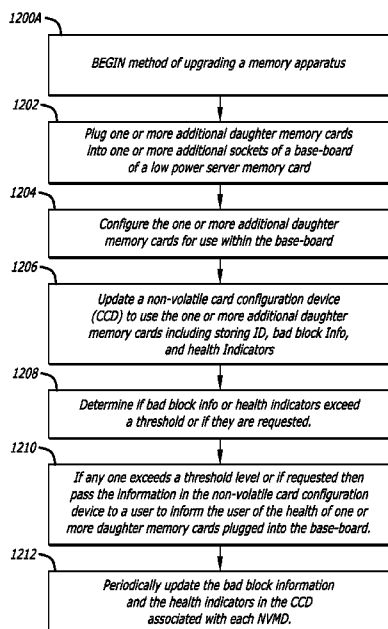 1200A
BEGIN method of upgrading a memory apparatus
1202
Plug one or more additional daughter memory cards
into one or more additional sockets of a base-board
of a low power server memory card
1204
Configure the one or more additional daughter
memory cards for use within the base-board
1206
Update a non-volatile card configuration device
(CCD) to use the one or more additional daughter
memory cards including storing ID, bad block Info,
and health Indicators
1208
Determine if bad block info or health indicators exceed
a threshold or if they are requested.
1210
If any one exceeds a threshold level or if requested then
pass the information in the non-volatile card configuration
device to a user to inform the user of the health of one or
more daughter memory cards plugged into the base-board.
1212
Periodically update the bad block information
and the health indicators in the CCD
associated with each NVMD.